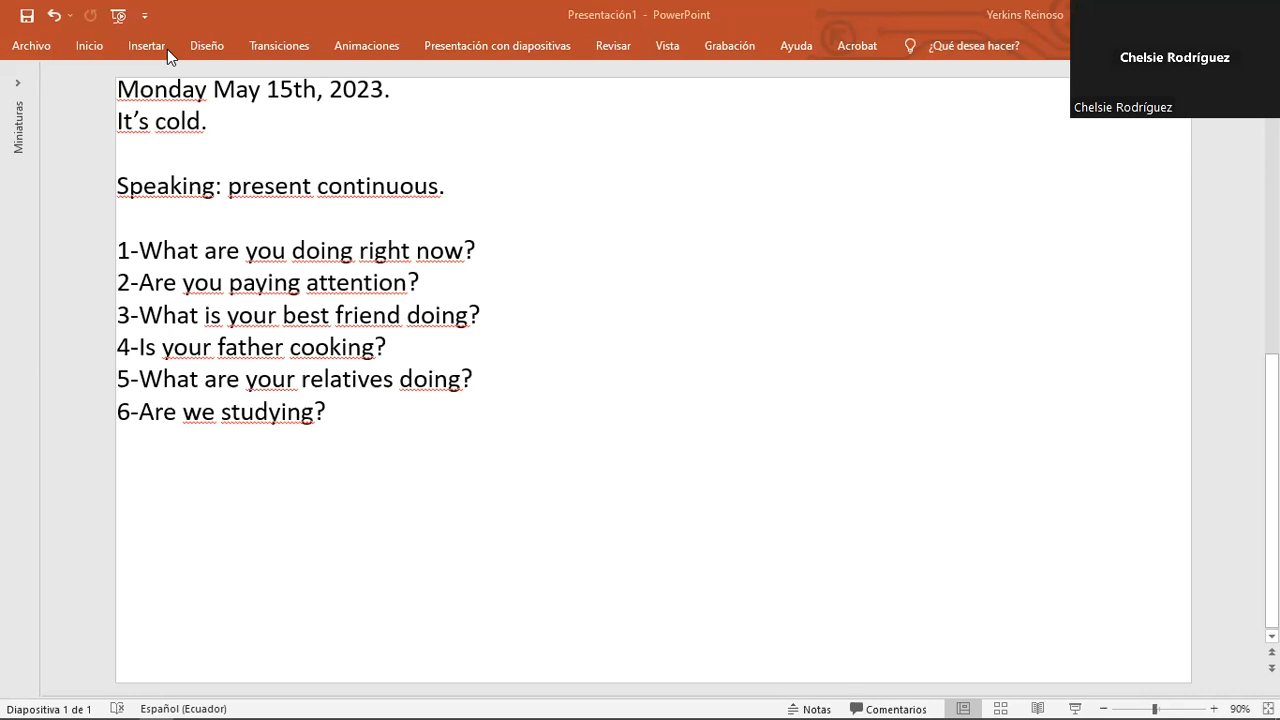 Presentación1 - PowerPoint
Yerkins Reinoso
Archivo Inicio Insertar Diseño Transiciones Animaciones Presentación con diapositivas Revisar Vista Grabación Ayuda Acrobat ¿Qué desea hacer?
Chelsie Rodríguez
Chelsie Rodríguez
Miniaturas
Monday May 15th, 2023.
It's cold.
Speaking: present continuous.
1-What are you doing right now?
2-Are you paying attention?
3-What is your best friend doing?
4-Is your father cooking?
5-What are your relatives doing?
6-Are we studying?
Diapositiva 1 de 1 Español (Ecuador) Notas Comentarios 90%